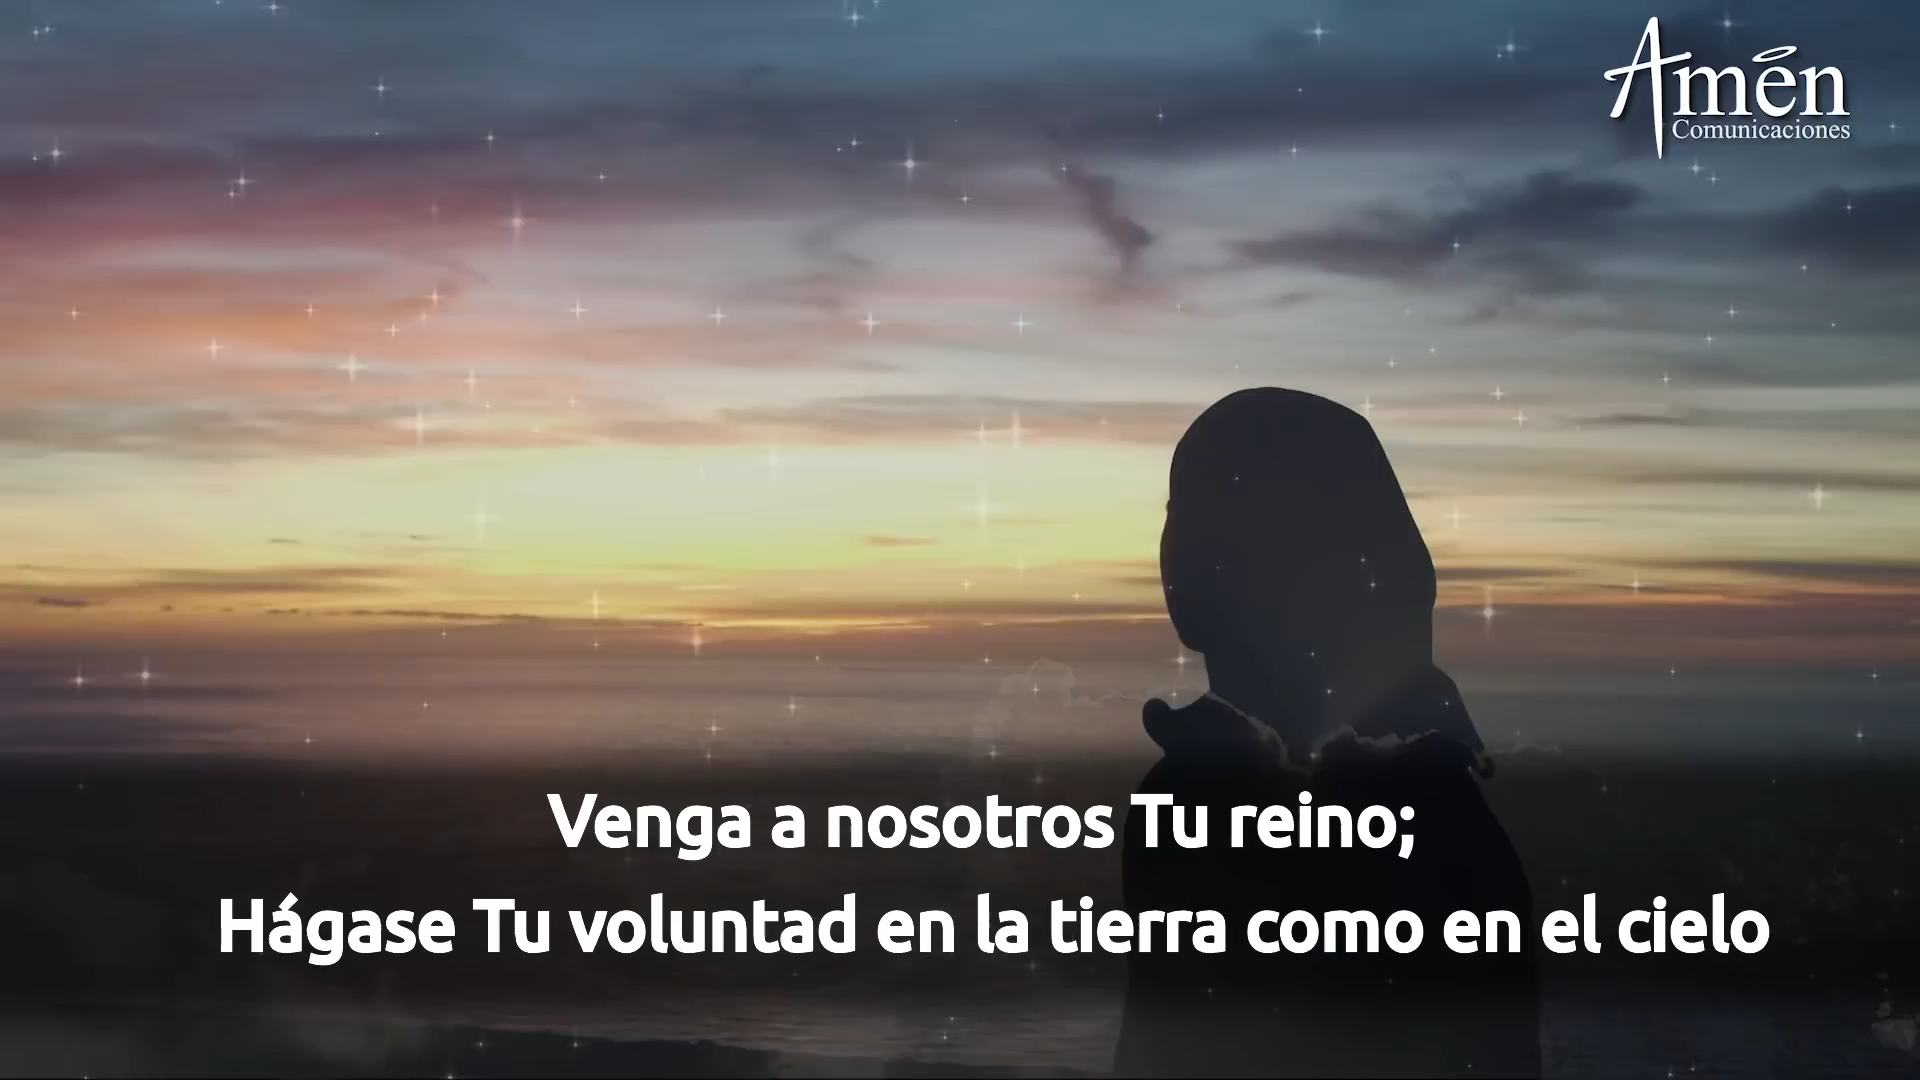 Amén
Comunicaciones
Venga a nosotros Tu reino;
Hágase Tu voluntad en la tierra como en el cielo